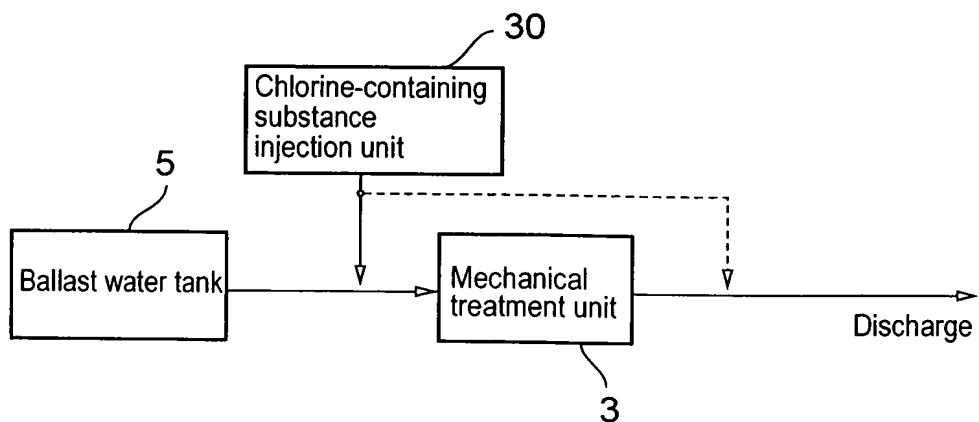 30
Chlorine-containing
substance
injection unit
5
Ballast water tank
Mechanical
treatment unit
Discharge
3